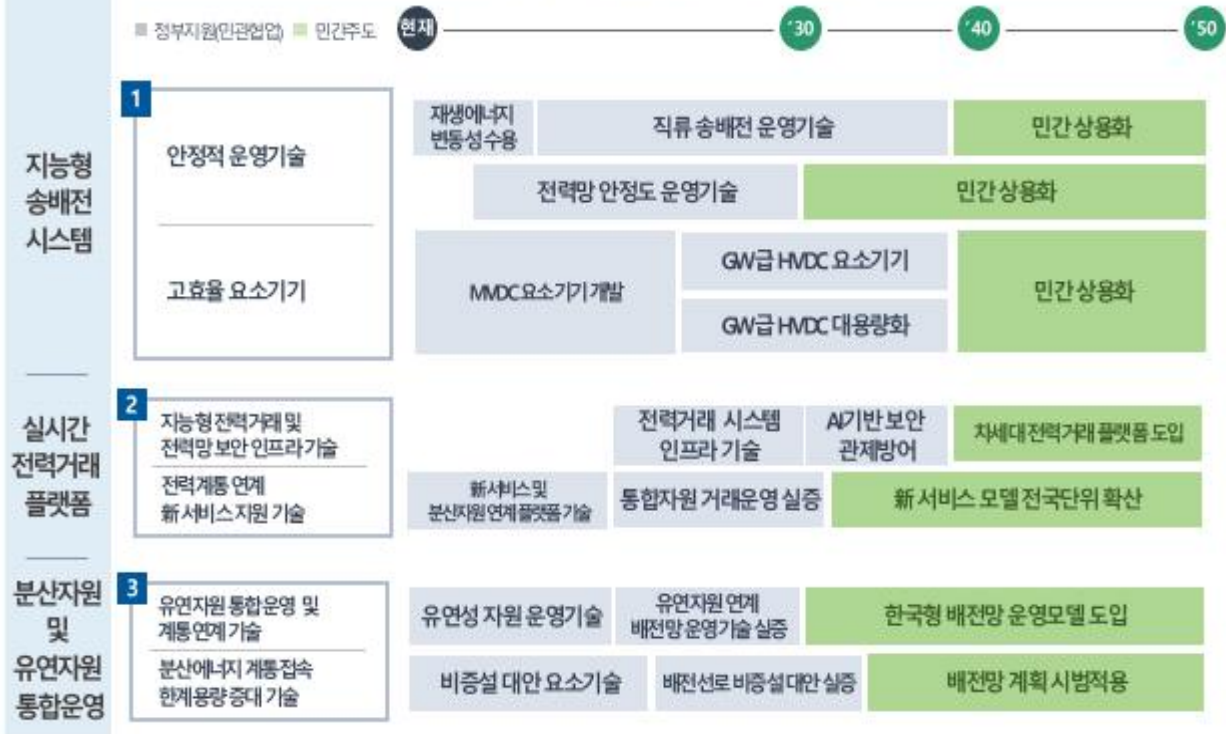 정부지원(민관협업) 민간주도 현재 '30 '40 '50
지능형
송배전
시스템
1
안정적 운영기술
고효율 요소기기
재생에너지
변동성 수용
직류 송배전 운영기술
민간 상용화
전력망 안정도 운영기술
민간 상용화
MVDC 요소기기 개발
GW급 HVDC 요소기기
GW급 HVDC 대용량화
민간 상용화
실시간
전력거래
플랫폼
2
지능형 전력거래 및
전력망 보안 인프라 기술
전력계통 연계
新 서비스 지원 기술
전력거래 시스템
인프라 기술
AI기반 보안
관제방어
차세대 전력거래 플랫폼 도입
新서비스 및
분산자원 연계 플랫폼 기술
통합자원 거래운영 실증
新 서비스 모델 전국단위 확산
분산자원
및
유연자원
통합운영
3
유연자원 통합운영 및
계통연계 기술
분산에너지 계통접속
한계용량 증대 기술
유연성 자원 운영기술
유연자원 연계
배전망 운영기술 실증
한국형 배전망 운영모델 도입
비증설 대안 요소기술
배전선로 비증설 대안 실증
배전망 계획 시범적용